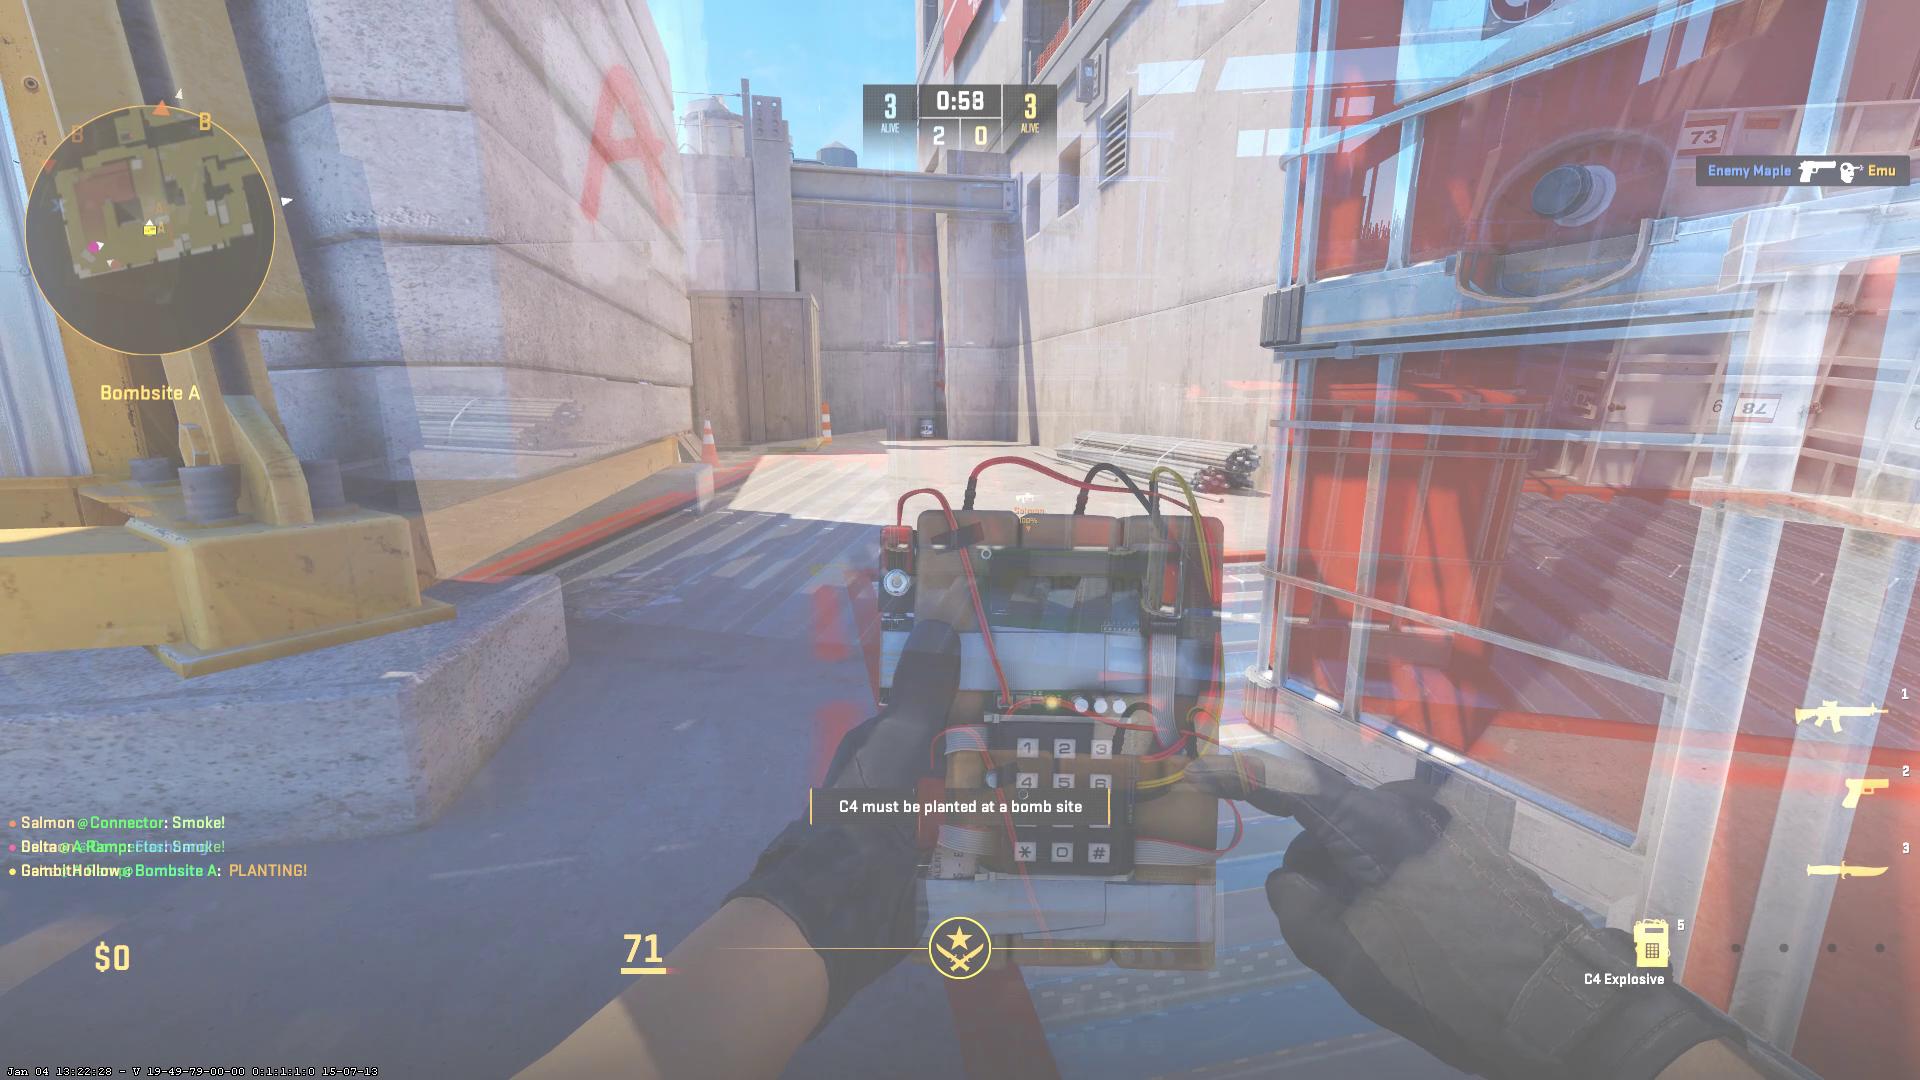 A
3 ALIVE
0:58
3 ALIVE
2 0
B
B
A
Bombsite A
73
Enemy Maple Emu
78
Salmon
100%
1 2 3
4 5 6
* 0 #
C4 must be planted at a bomb site
Salmon @ Connector: Smoke!
GambitHollow @ Bombsite A: PLANTING!
$0
71
1
2
3
5
C4 Explosive
Jan 04 13:22:28 - V 19-49-79-00-00 0:1:1:1:0 15-07-13